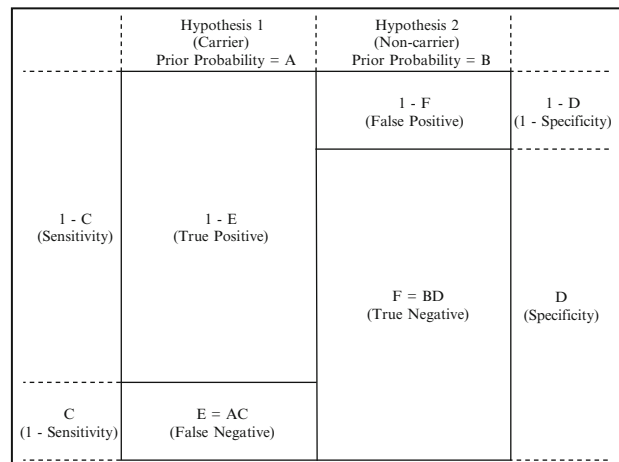 Hypothesis 1
(Carrier)
Prior Probability = A
Hypothesis 2
(Non-carrier)
Prior Probability = B
1 - F
(False Positive)
1 - D
(1 - Specificity)
1 - C
(Sensitivity)
1 - E
(True Positive)
F = BD
(True Negative)
D
(Specificity)
C
(1 - Sensitivity)
E = AC
(False Negative)